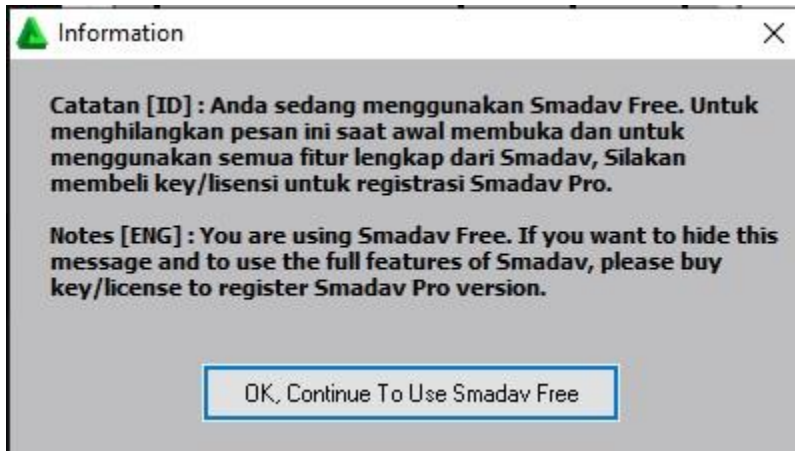 Information
Catatan [ID] : Anda sedang menggunakan Smadav Free. Untuk
menghilangkan pesan ini saat awal membuka dan untuk
menggunakan semua fitur lengkap dari Smadav, Silakan
membeli key/lisensi untuk registrasi Smadav Pro.
Notes [ENG] : You are using Smadav Free. If you want to hide this
message and to use the full features of Smadav, please buy
key/license to register Smadav Pro version.
OK, Continue To Use Smadav Free